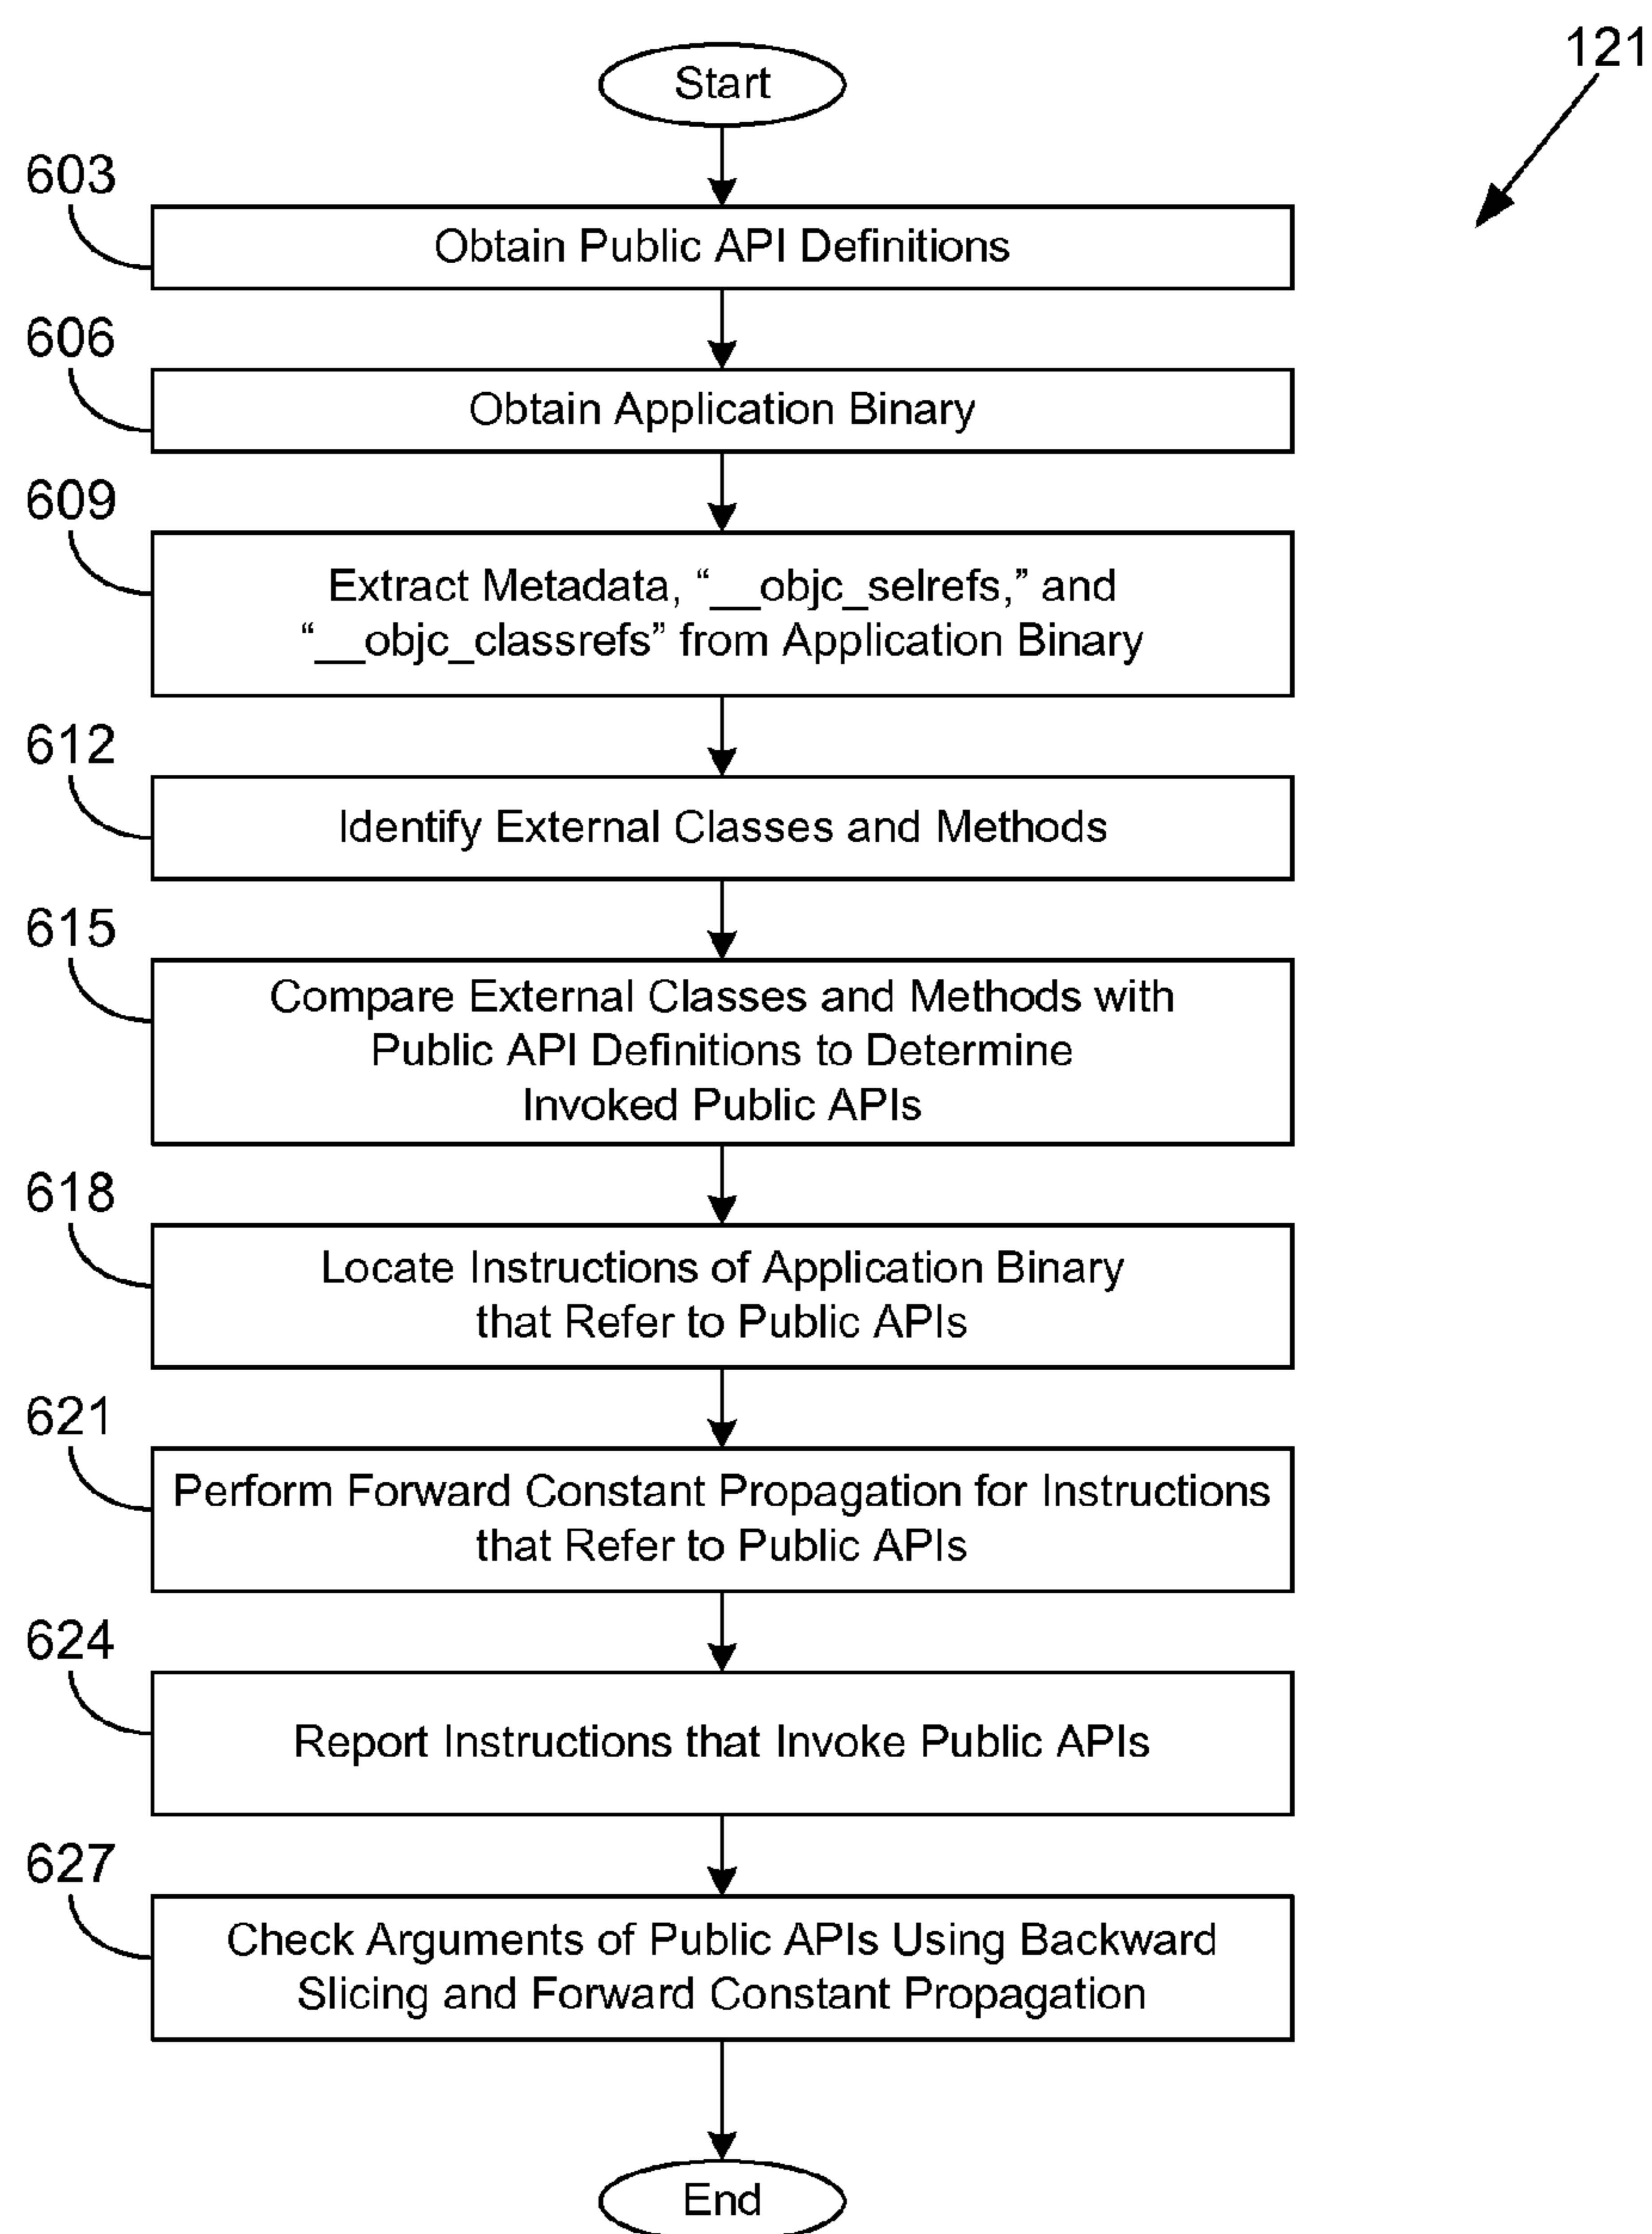 121
Start
603
Obtain Public API Definitions
606
Obtain Application Binary
609
Extract Metadata, “__objc_selrefs,” and
“__objc_classrefs” from Application Binary
612
Identify External Classes and Methods
615
Compare External Classes and Methods with
Public API Definitions to Determine
Invoked Public APIs
618
Locate Instructions of Application Binary
that Refer to Public APIs
621
Perform Forward Constant Propagation for Instructions
that Refer to Public APIs
624
Report Instructions that Invoke Public APIs
627
Check Arguments of Public APIs Using Backward
Slicing and Forward Constant Propagation
End